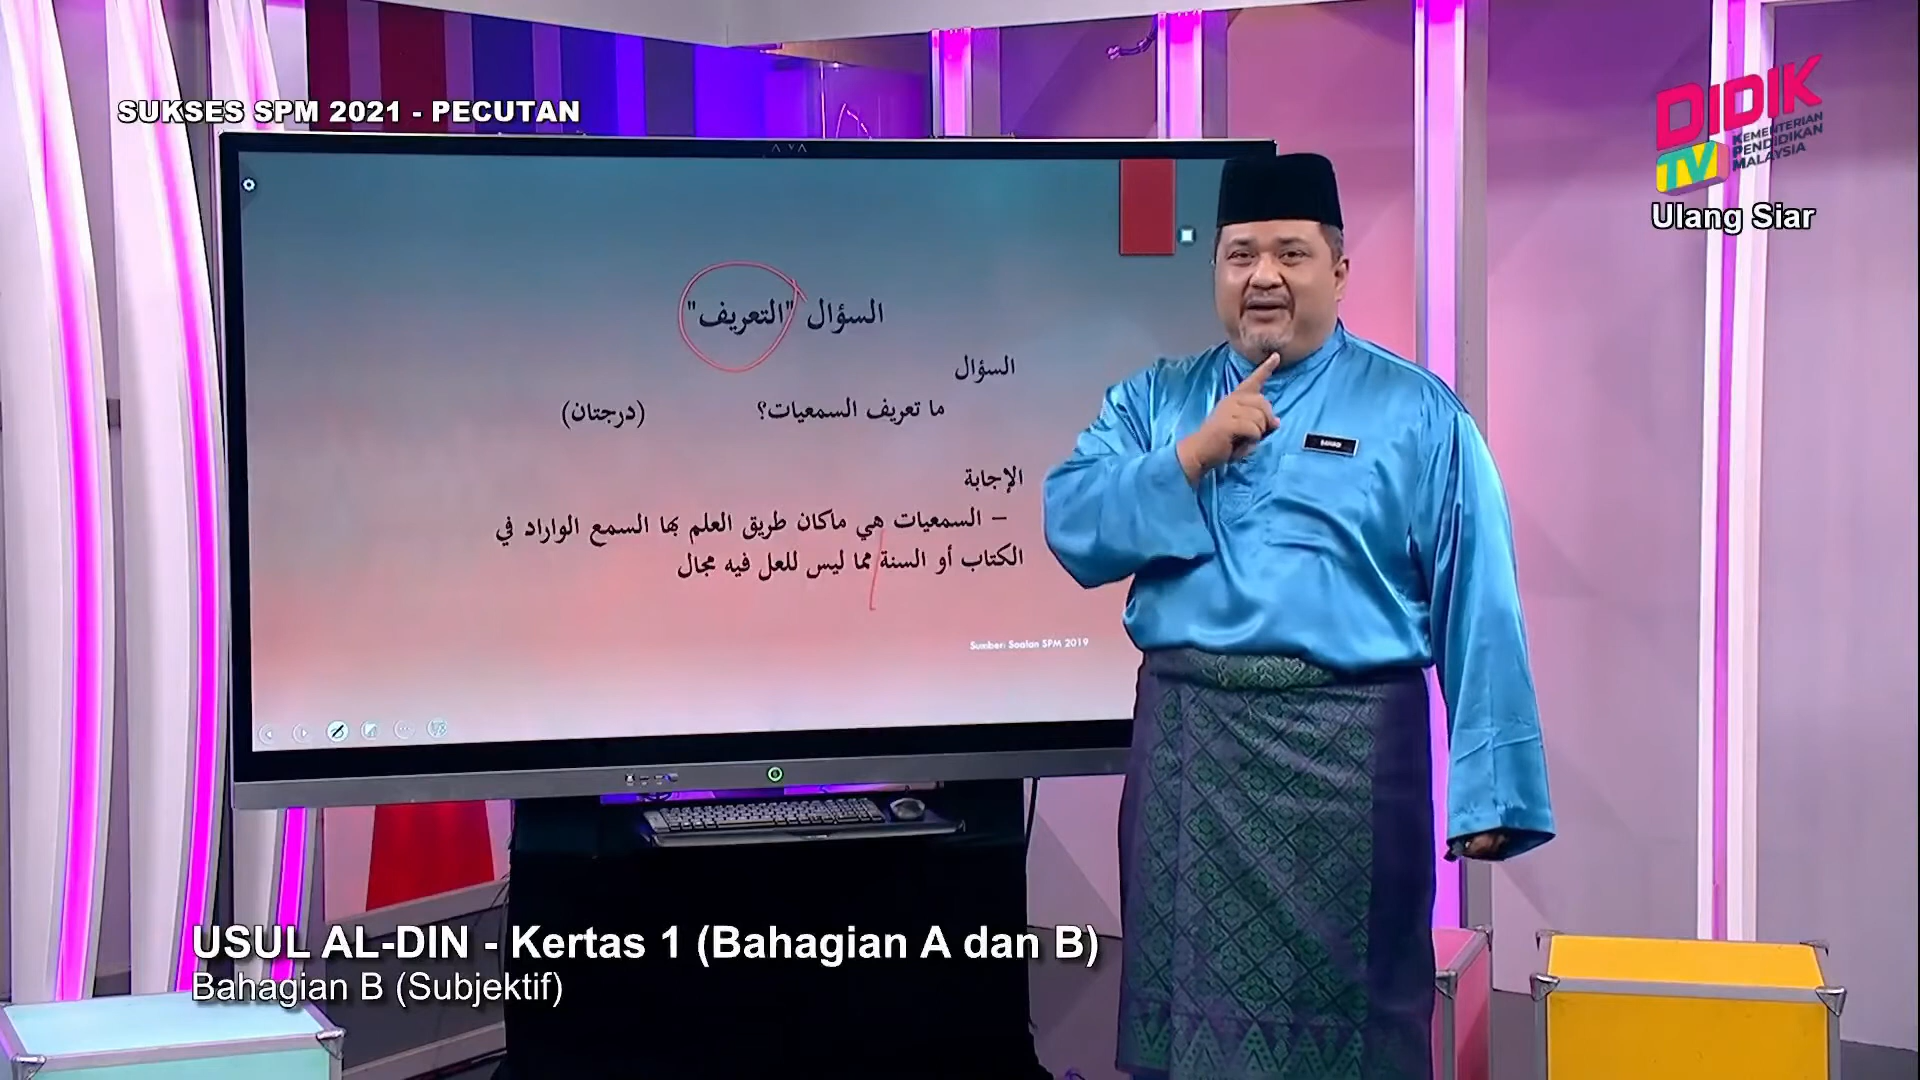 SUKSES SPM 2021 - PECUTAN
DIDIK
TV
KEMENTERIAN
PENDIDIKAN
MALAYSIA
Ulang Siar
السؤال "التعريف"
السؤال
ما تعريف السمعيات؟ (درجتان)
الإجابة
– السمعيات هي ماكان طريق العلم بها السمع الواراد في
الكتاب أو السنة مما ليس للعل فيه مجال
Sumber: Soalan SPM 2019
USUL AL-DIN - Kertas 1 (Bahagian A dan B)
Bahagian B (Subjektif)